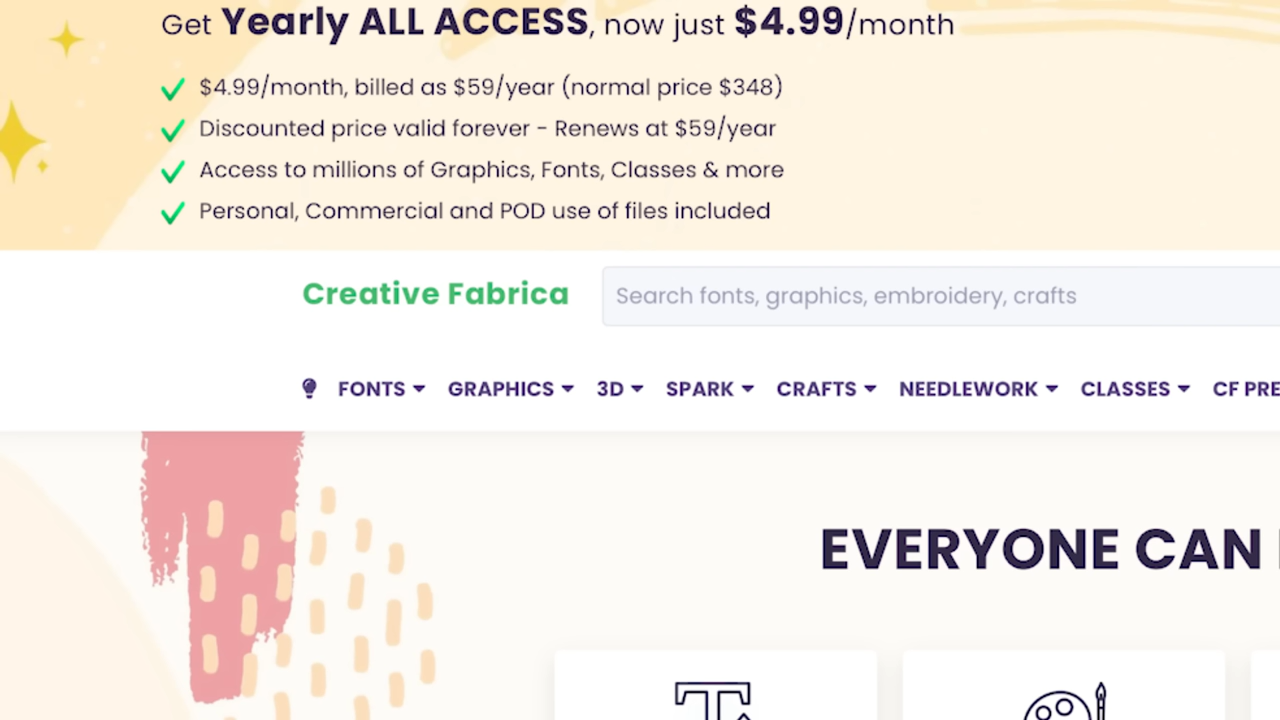 Get Yearly ALL ACCESS, now just $4.99/month
$4.99/month, billed as $59/year (normal price $348)
Discounted price valid forever - Renews at $59/year
Access to millions of Graphics, Fonts, Classes & more
Personal, Commercial and POD use of files included
Creative Fabrica
Search fonts, graphics, embroidery, crafts
FONTS GRAPHICS 3D SPARK CRAFTS NEEDLEWORK CLASSES CF PRE
EVERYONE CAN